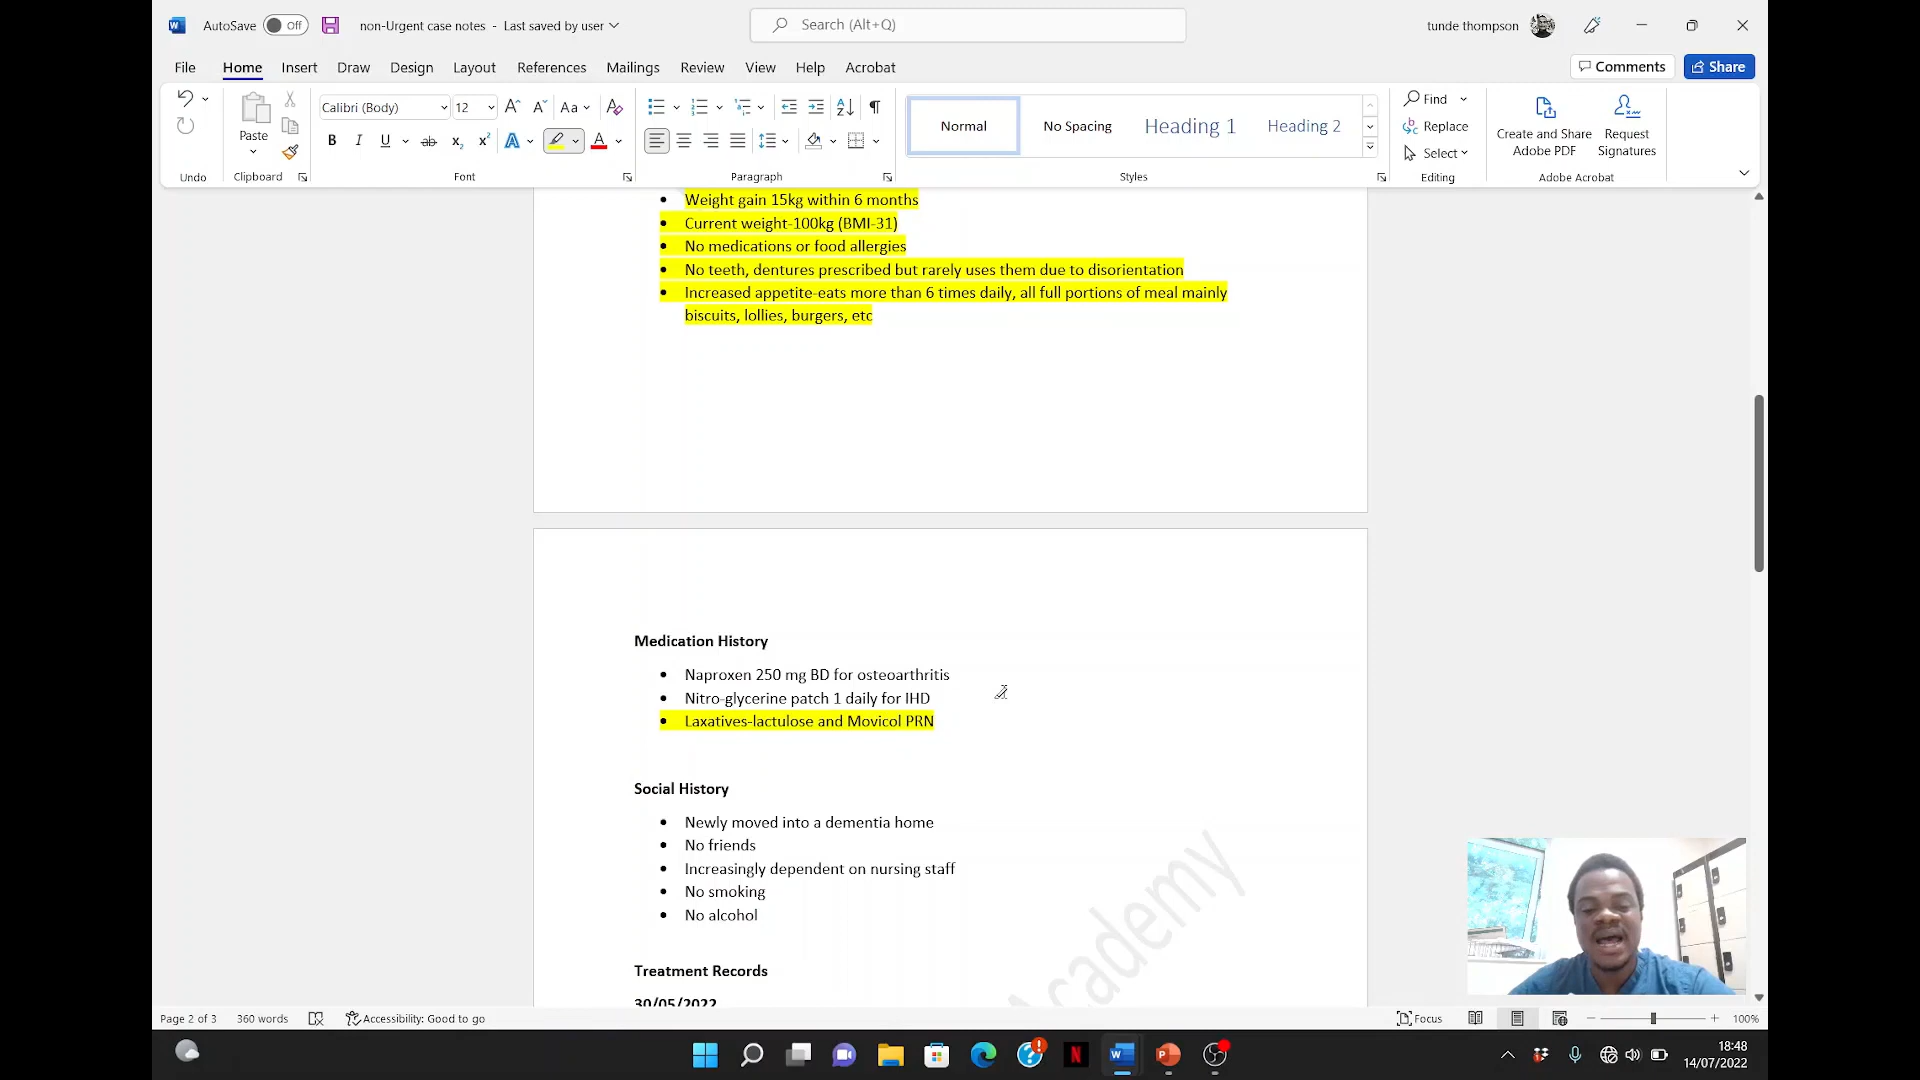 AutoSave Off non-Urgent case notes - Last saved by user Search (Alt+Q) tunde thompson
File Home Insert Draw Design Layout References Mailings Review View Help Acrobat Comments Share
Calibri (Body) 12 Aa
Paste
B I U ab x₂ x² A A
Normal No Spacing Heading 1 Heading 2
Find
Replace
Select
Create and Share Adobe PDF
Request Signatures
Undo Clipboard Font Paragraph Styles Editing Adobe Acrobat
• Weight gain 15kg within 6 months
• Current weight-100kg (BMI-31)
• No medications or food allergies
• No teeth, dentures prescribed but rarely uses them due to disorientation
• Increased appetite-eats more than 6 times daily, all full portions of meal mainly
biscuits, lollies, burgers, etc
Medication History
• Naproxen 250 mg BD for osteoarthritis
• Nitro-glycerine patch 1 daily for IHD
• Laxatives-lactulose and Movicol PRN
Social History
• Newly moved into a dementia home
• No friends
• Increasingly dependent on nursing staff
• No smoking
• No alcohol
Academy
Treatment Records
30/05/2022
Page 2 of 3 360 words Accessibility: Good to go Focus 100%
18:48
14/07/2022